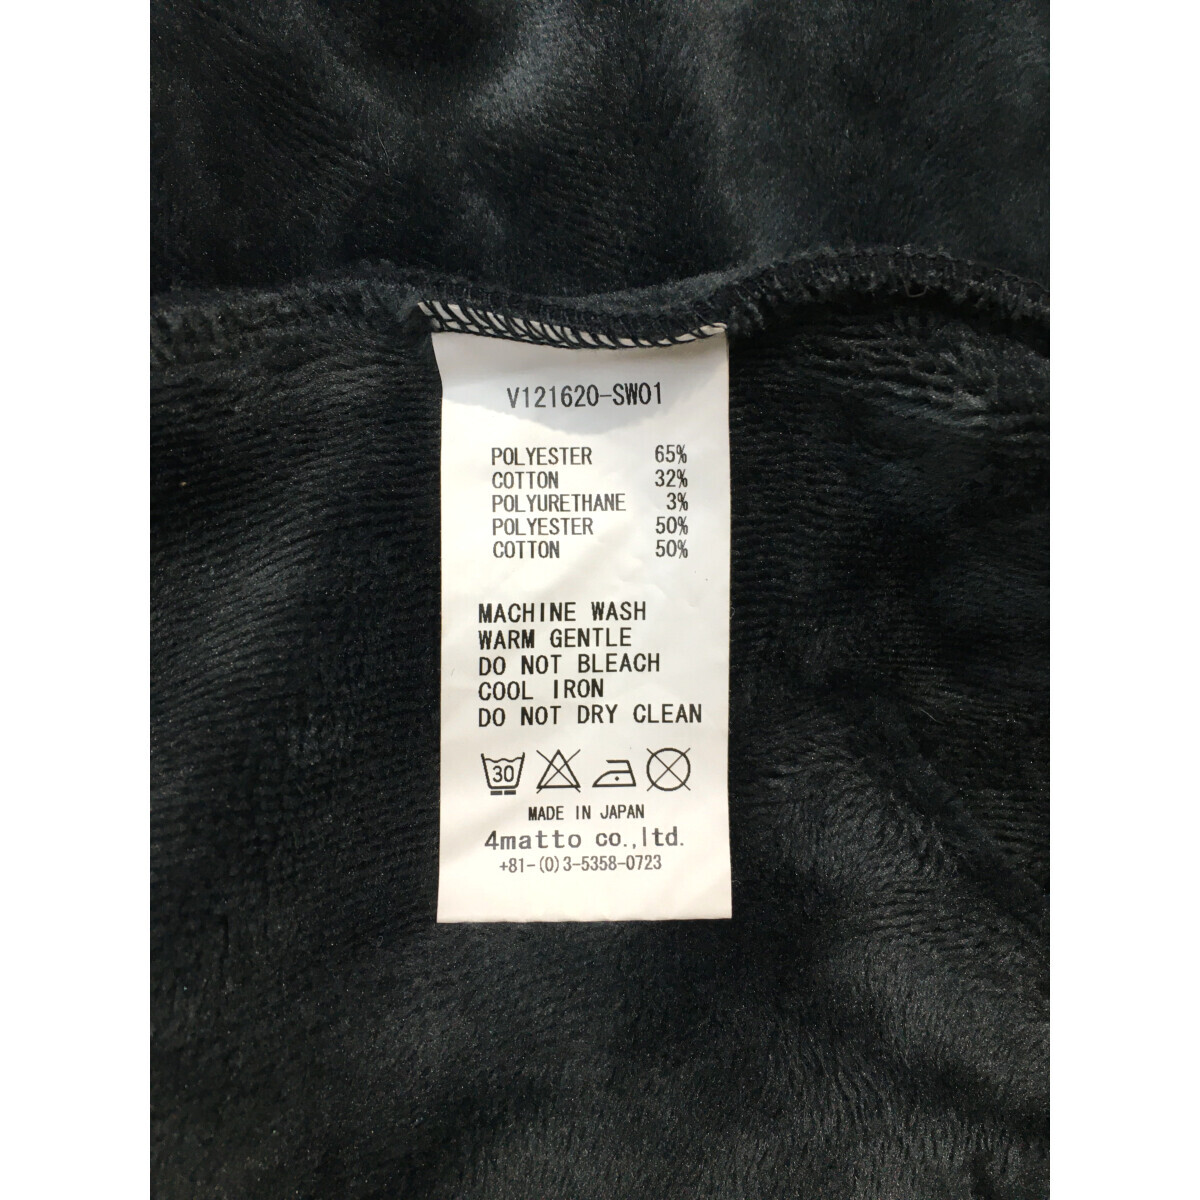 V121620-SW01
POLYESTER 65%
COTTON 32%
POLYURETHANE 3%
POLYESTER 50%
COTTON 50%
MACHINE WASH
WARM GENTLE
DO NOT BLEACH
COOL IRON
DO NOT DRY CLEAN
30
MADE IN JAPAN
4matto co.,ltd.
+81-(0)3-5358-0723